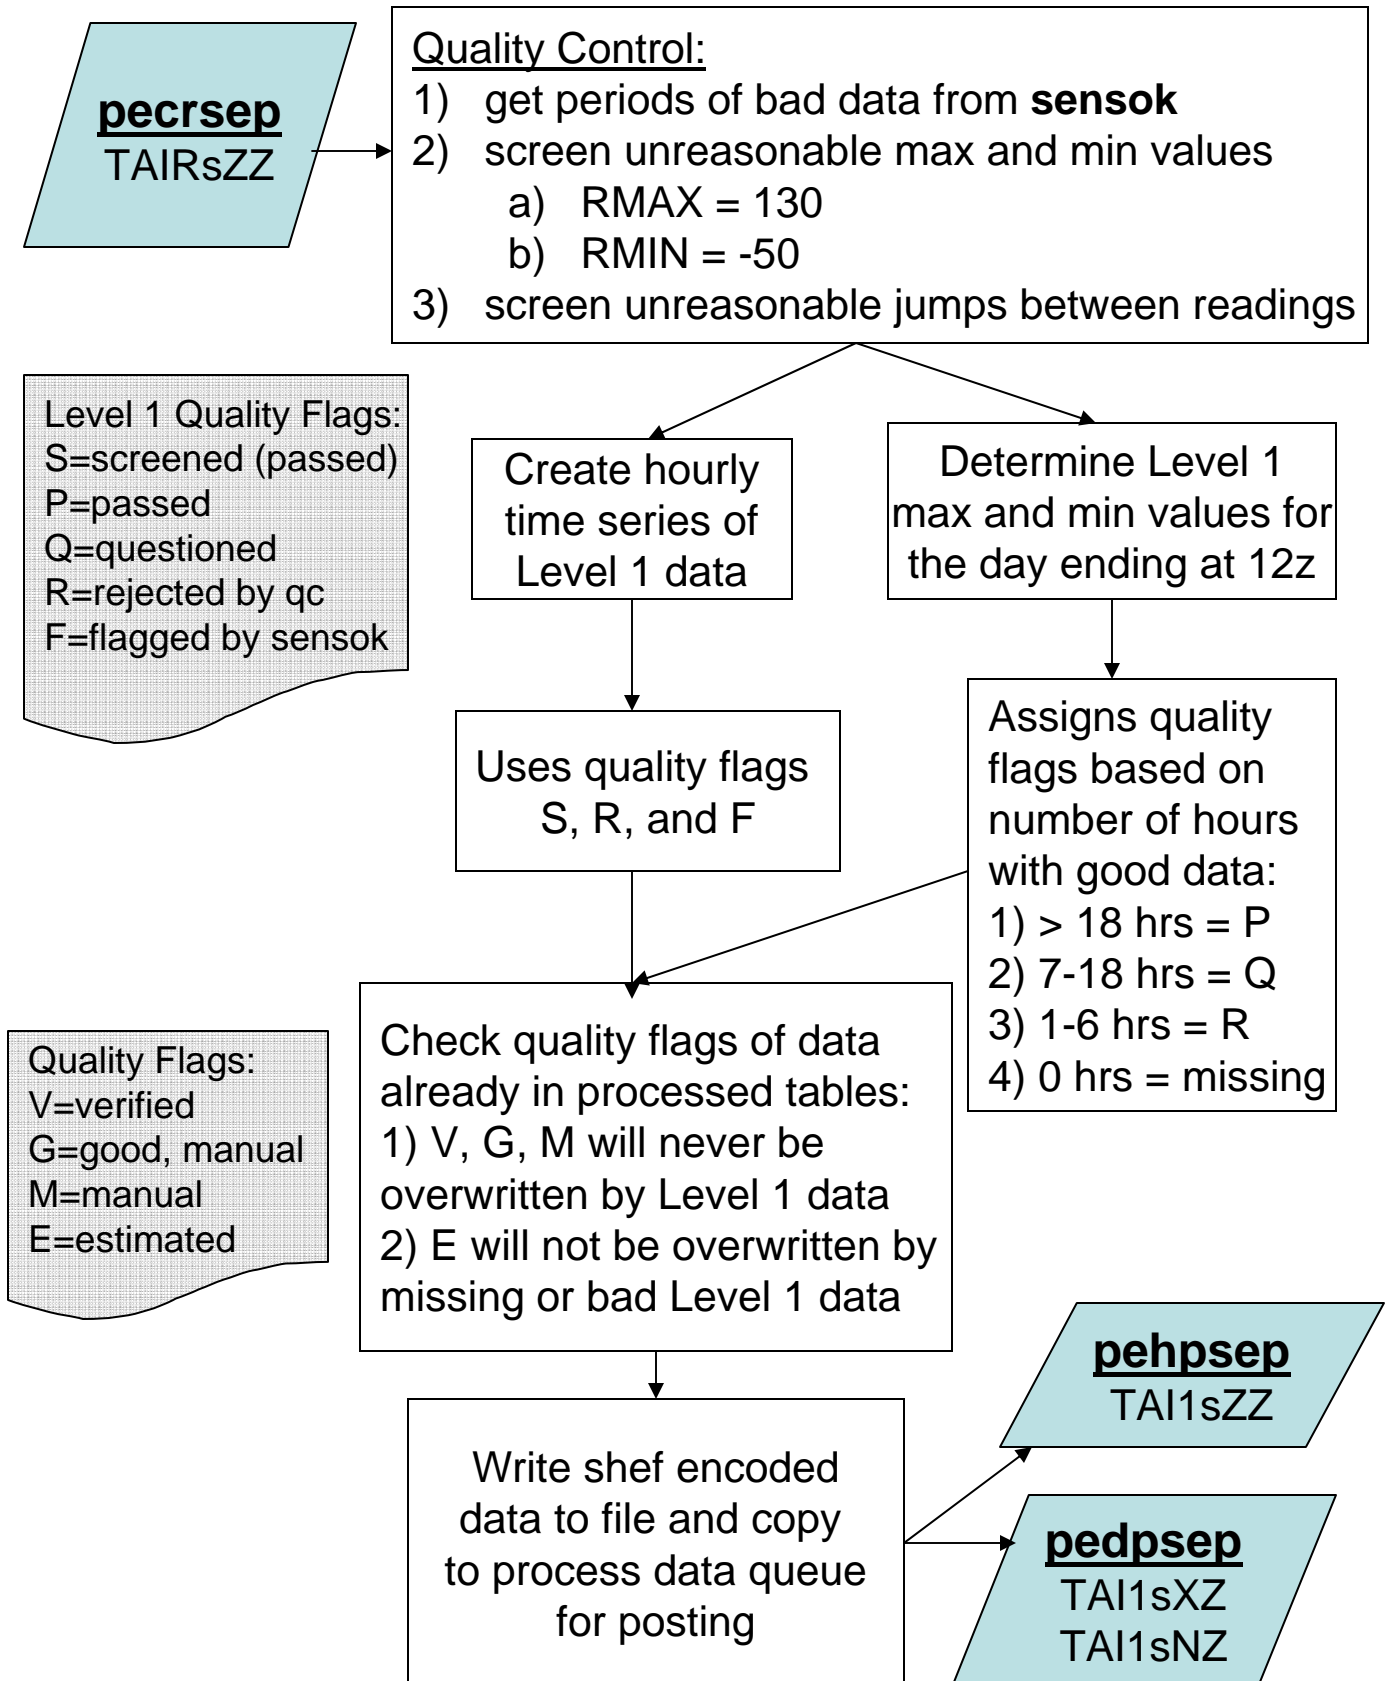 pecrsep
TAIRsZZ
Quality Control:
1) get periods of bad data from sensok
2) screen unreasonable max and min values
a) RMAX = 130
b) RMIN = -50
3) screen unreasonable jumps between readings
Level 1 Quality Flags:
S=screened (passed)
P=passed
Q=questioned
R=rejected by qc
F=flagged by sensok
Create hourly
time series of
Level 1 data
Determine Level 1
max and min values for
the day ending at 12z
Uses quality flags
S, R, and F
Assigns quality
flags based on
number of hours
with good data:
1) > 18 hrs = P
2) 7-18 hrs = Q
3) 1-6 hrs = R
4) 0 hrs = missing
Quality Flags:
V=verified
G=good, manual
M=manual
E=estimated
Check quality flags of data
already in processed tables:
1) V, G, M will never be
overwritten by Level 1 data
2) E will not be overwritten by
missing or bad Level 1 data
Write shef encoded
data to file and copy
to process data queue
for posting
pehpsep
TAI1sZZ
pedpsep
TAI1sXZ
TAI1sNZ